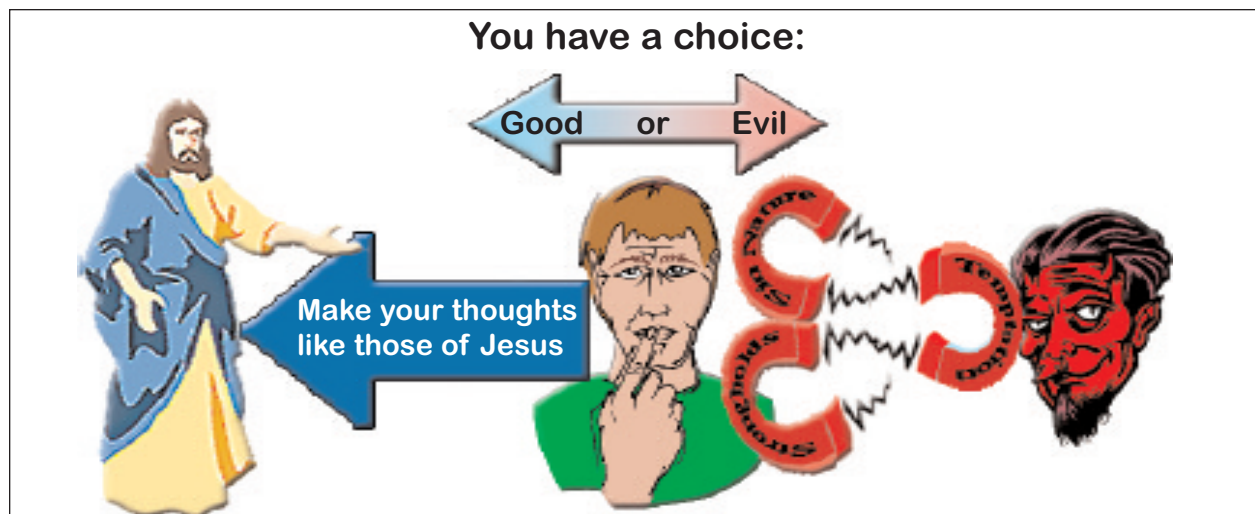 You have a choice:
Good or Evil
Make your thoughts
like those of Jesus
Sin Nature
Strongholds
Temptation